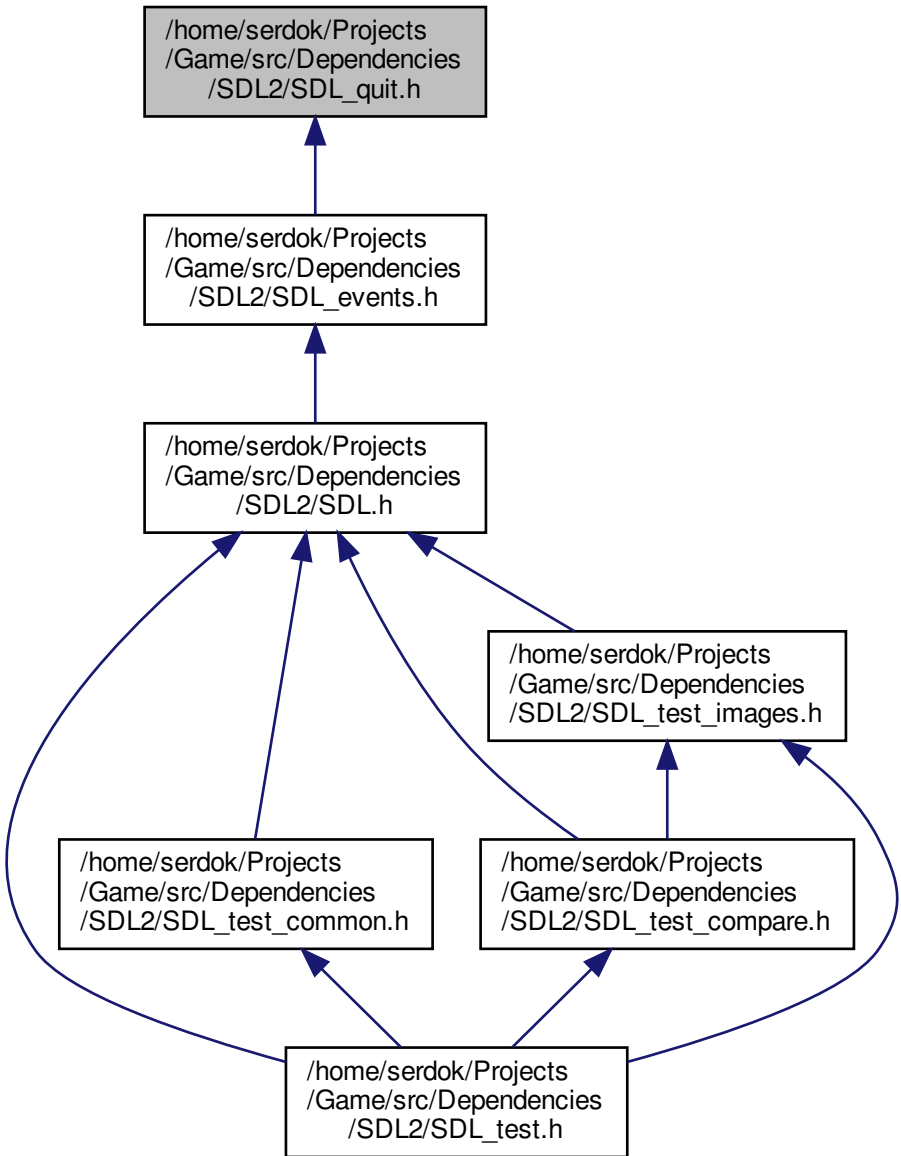 /home/serdok/Projects
/Game/src/Dependencies
/SDL2/SDL_quit.h
/home/serdok/Projects
/Game/src/Dependencies
/SDL2/SDL_events.h
/home/serdok/Projects
/Game/src/Dependencies
/SDL2/SDL.h
/home/serdok/Projects
/Game/src/Dependencies
/SDL2/SDL_test_images.h
/home/serdok/Projects
/Game/src/Dependencies
/SDL2/SDL_test_common.h
/home/serdok/Projects
/Game/src/Dependencies
/SDL2/SDL_test_compare.h
/home/serdok/Projects
/Game/src/Dependencies
/SDL2/SDL_test.h